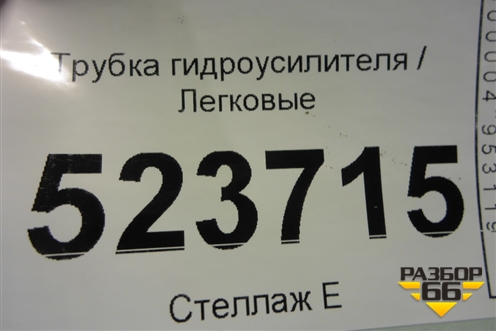 Трубка гидроусилителя /
Легковые
523715
Стеллаж Е
РАЗБОР
66